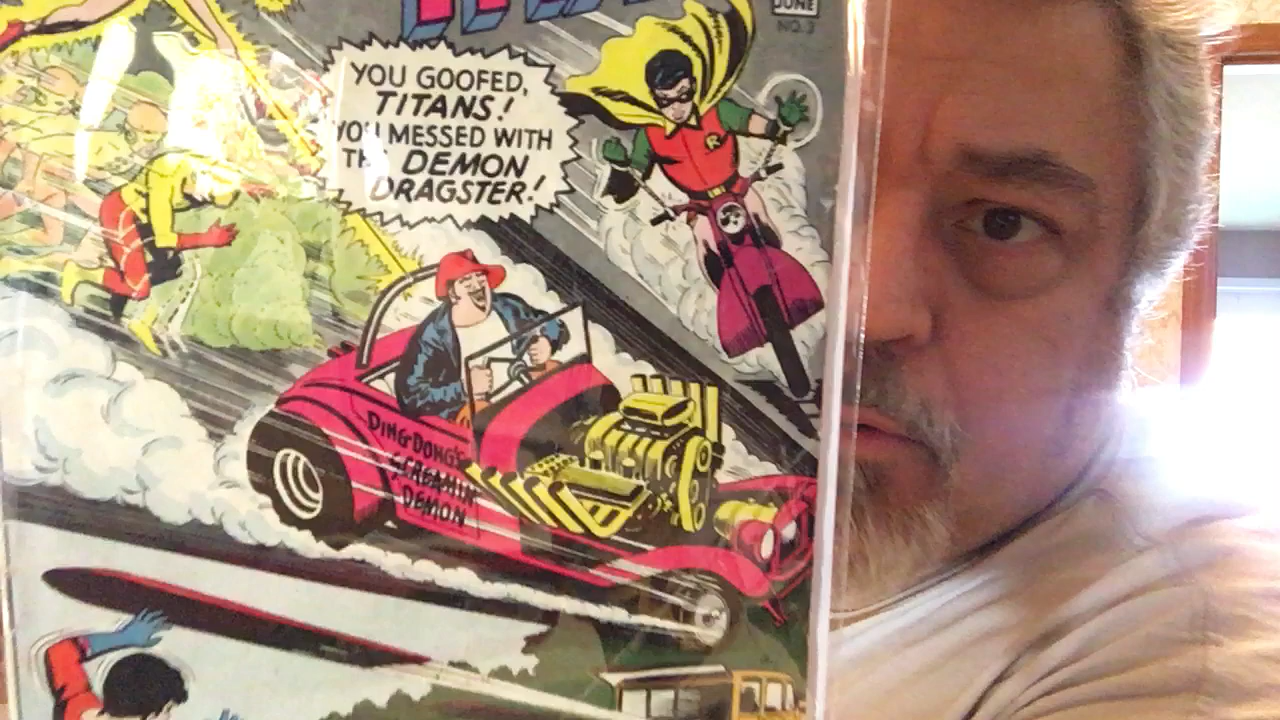 JUNE
NO. 3
YOU GOOFED,
TITANS!
YOU MESSED WITH
THE DEMON
DRAGSTER!
R
DING-DONG'S
SCREAMIN'
DEMON